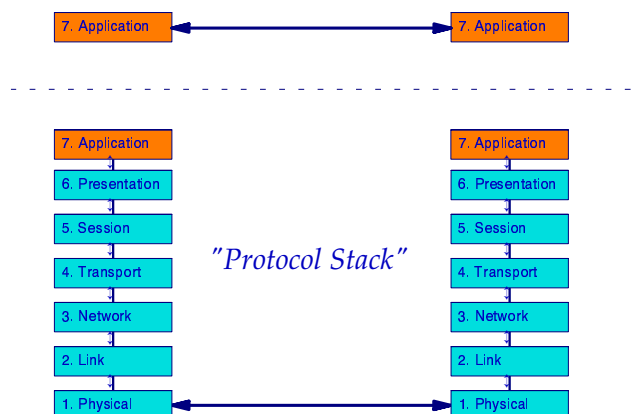 7. Application
7. Application
7. Application
7. Application
6. Presentation
6. Presentation
5. Session
5. Session
"Protocol Stack"
4. Transport
4. Transport
3. Network
3. Network
2. Link
2. Link
1. Physical
1. Physical